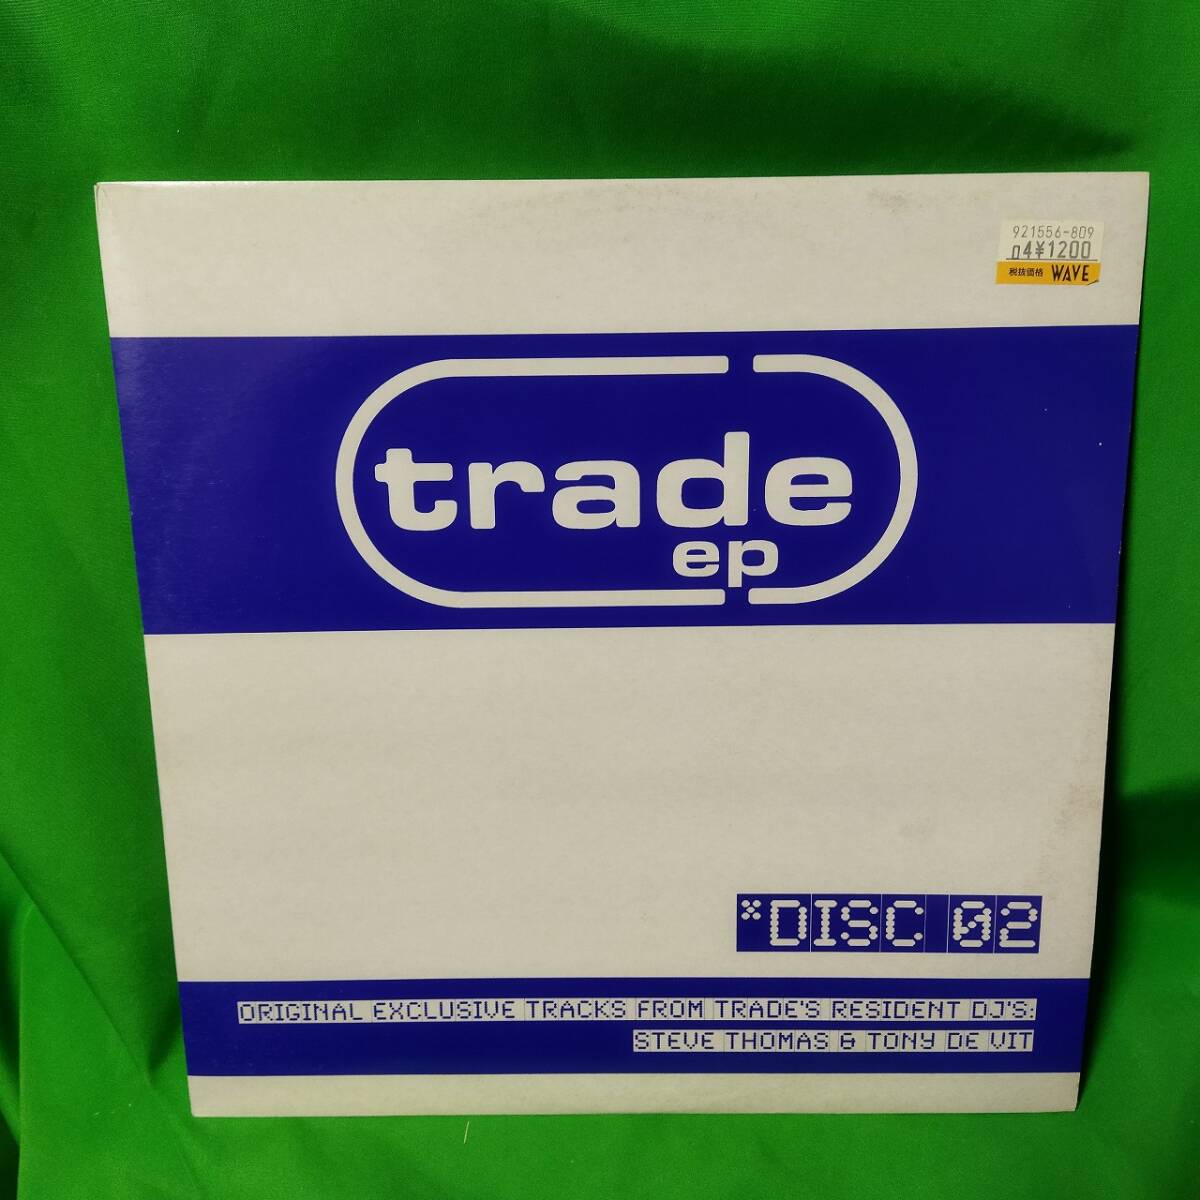 921556-809
04¥1200
税抜価格 WAVE
trade
ep
*DISC 02
ORIGINAL EXCLUSIVE TRACKS FROM TRADE'S RESIDENT DJ'S:
STEVE THOMAS & TONY DE VIT